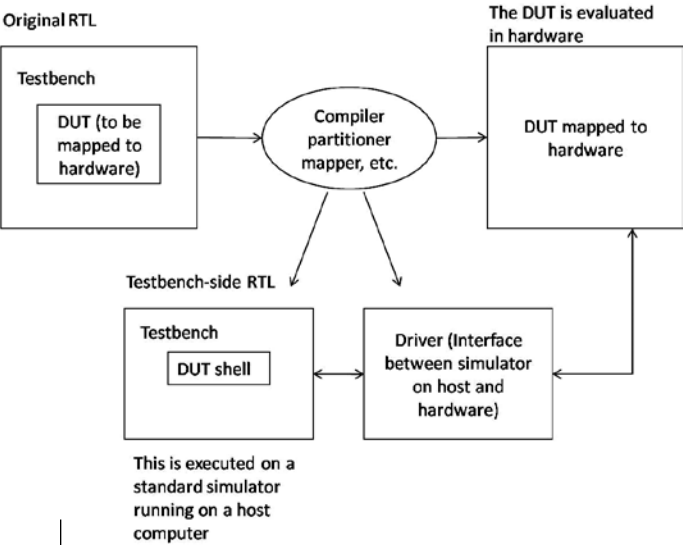 Original RTL
Testbench
DUT (to be
mapped to
hardware)
Compiler
partitioner
mapper, etc.
The DUT is evaluated
in hardware
DUT mapped to
hardware
Testbench-side RTL
Testbench
DUT shell
This is executed on a
standard simulator
running on a host
computer
Driver (Interface
between simulator
on host and
hardware)